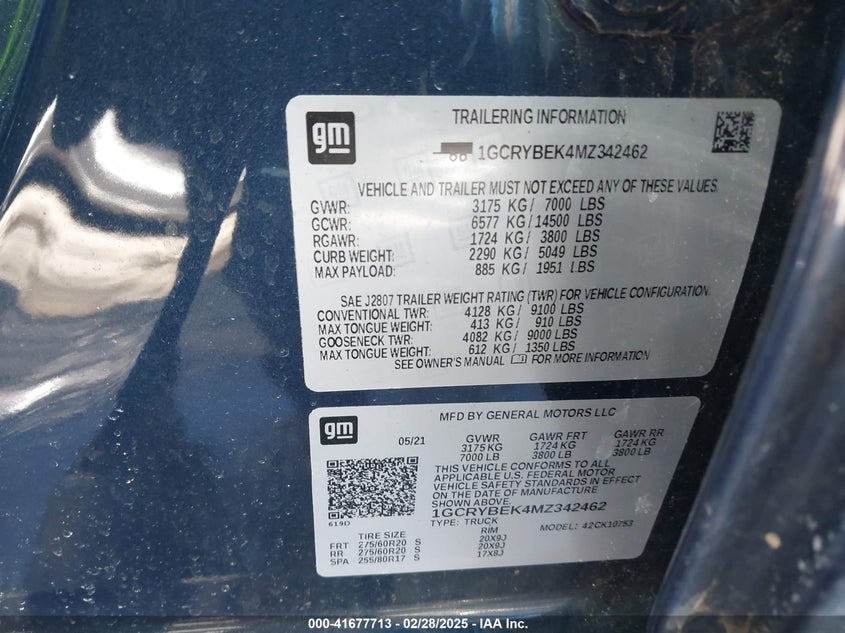 gm
TRAILERING INFORMATION
1GCRYBEK4MZ342462
VEHICLE AND TRAILER MUST NOT EXCEED ANY OF THESE VALUES.
GVWR: 3175 KG / 7000 LBS
GCWR: 6577 KG / 14500 LBS
RGAWR: 1724 KG / 3800 LBS
CURB WEIGHT: 2290 KG / 5049 LBS
MAX PAYLOAD: 885 KG / 1951 LBS
SAE J2807 TRAILER WEIGHT RATING (TWR) FOR VEHICLE CONFIGURATION.
CONVENTIONAL TWR: 4128 KG / 9100 LBS
MAX TONGUE WEIGHT: 413 KG / 910 LBS
GOOSENECK TWR: 4082 KG / 9000 LBS
MAX TONGUE WEIGHT: 612 KG / 1350 LBS
SEE OWNER'S MANUAL FOR MORE INFORMATION
gm
MFD BY GENERAL MOTORS LLC
05/21 GVWR GAWR FRT GAWR RR
3175 KG 1724 KG 1724 KG
7000 LB 3800 LB 3800 LB
THIS VEHICLE CONFORMS TO ALL
APPLICABLE U.S. FEDERAL MOTOR
VEHICLE SAFETY STANDARDS IN EFFECT
ON THE DATE OF MANUFACTURE
SHOWN ABOVE.
1GCRYBEK4MZ342462
TYPE: TRUCK MODEL: 42CK10753
619D
TIRE SIZE RIM
FRT 275/60R20 S 20X9J
RR 275/60R20 S 20X9J
SPA 255/80R17 S 17X8J
000-41677713 - 02/28/2025 - IAA Inc.